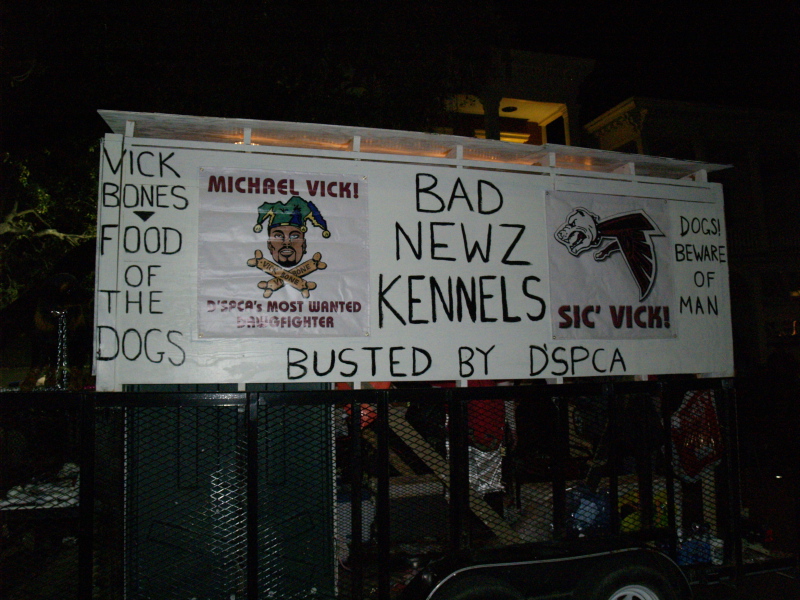 VICK
BONES
FOOD
OF
THE
DOGS
MICHAEL VICK!
D'SPCA's MOST WANTED
DAWGFIGHTER
BAD
NEWZ
KENNELS
SIC' VICK!
DOGS!
BEWARE
OF
MAN
BUSTED BY D'SPCA